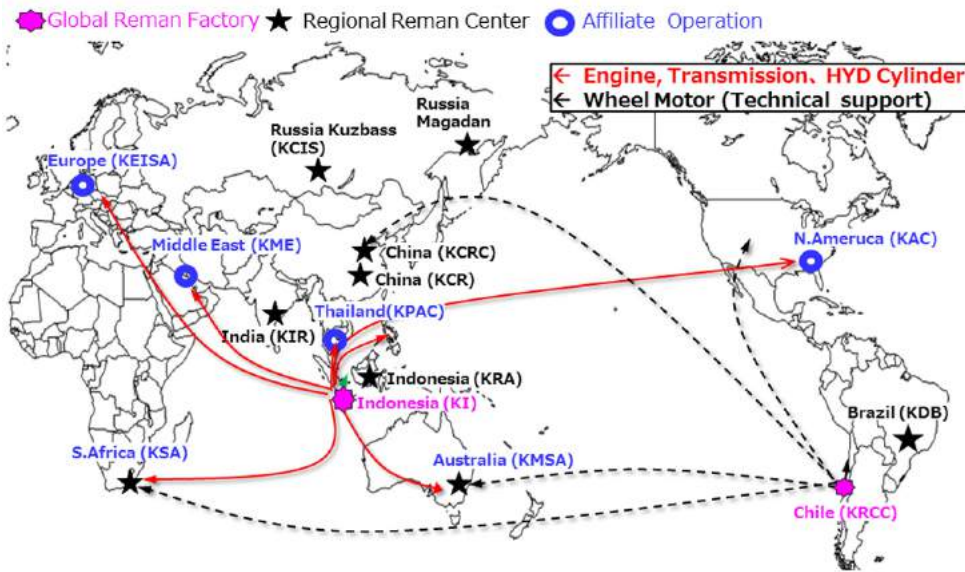 Global Reman Factory
Regional Reman Center
Affiliate Operation
← Engine, Transmission、HYD Cylinder
← Wheel Motor (Technical support)
Russia
Magadan
Russia Kuzbass
(KCIS)
Europe (KEISA)
Middle East (KME)
China (KCRC)
China (KCR)
N.Ameruca (KAC)
Thailand(KPAC)
India (KIR)
Indonesia (KRA)
Indonesia (KI)
Brazil (KDB)
S.Africa (KSA)
Australia (KMSA)
Chile (KRCC)